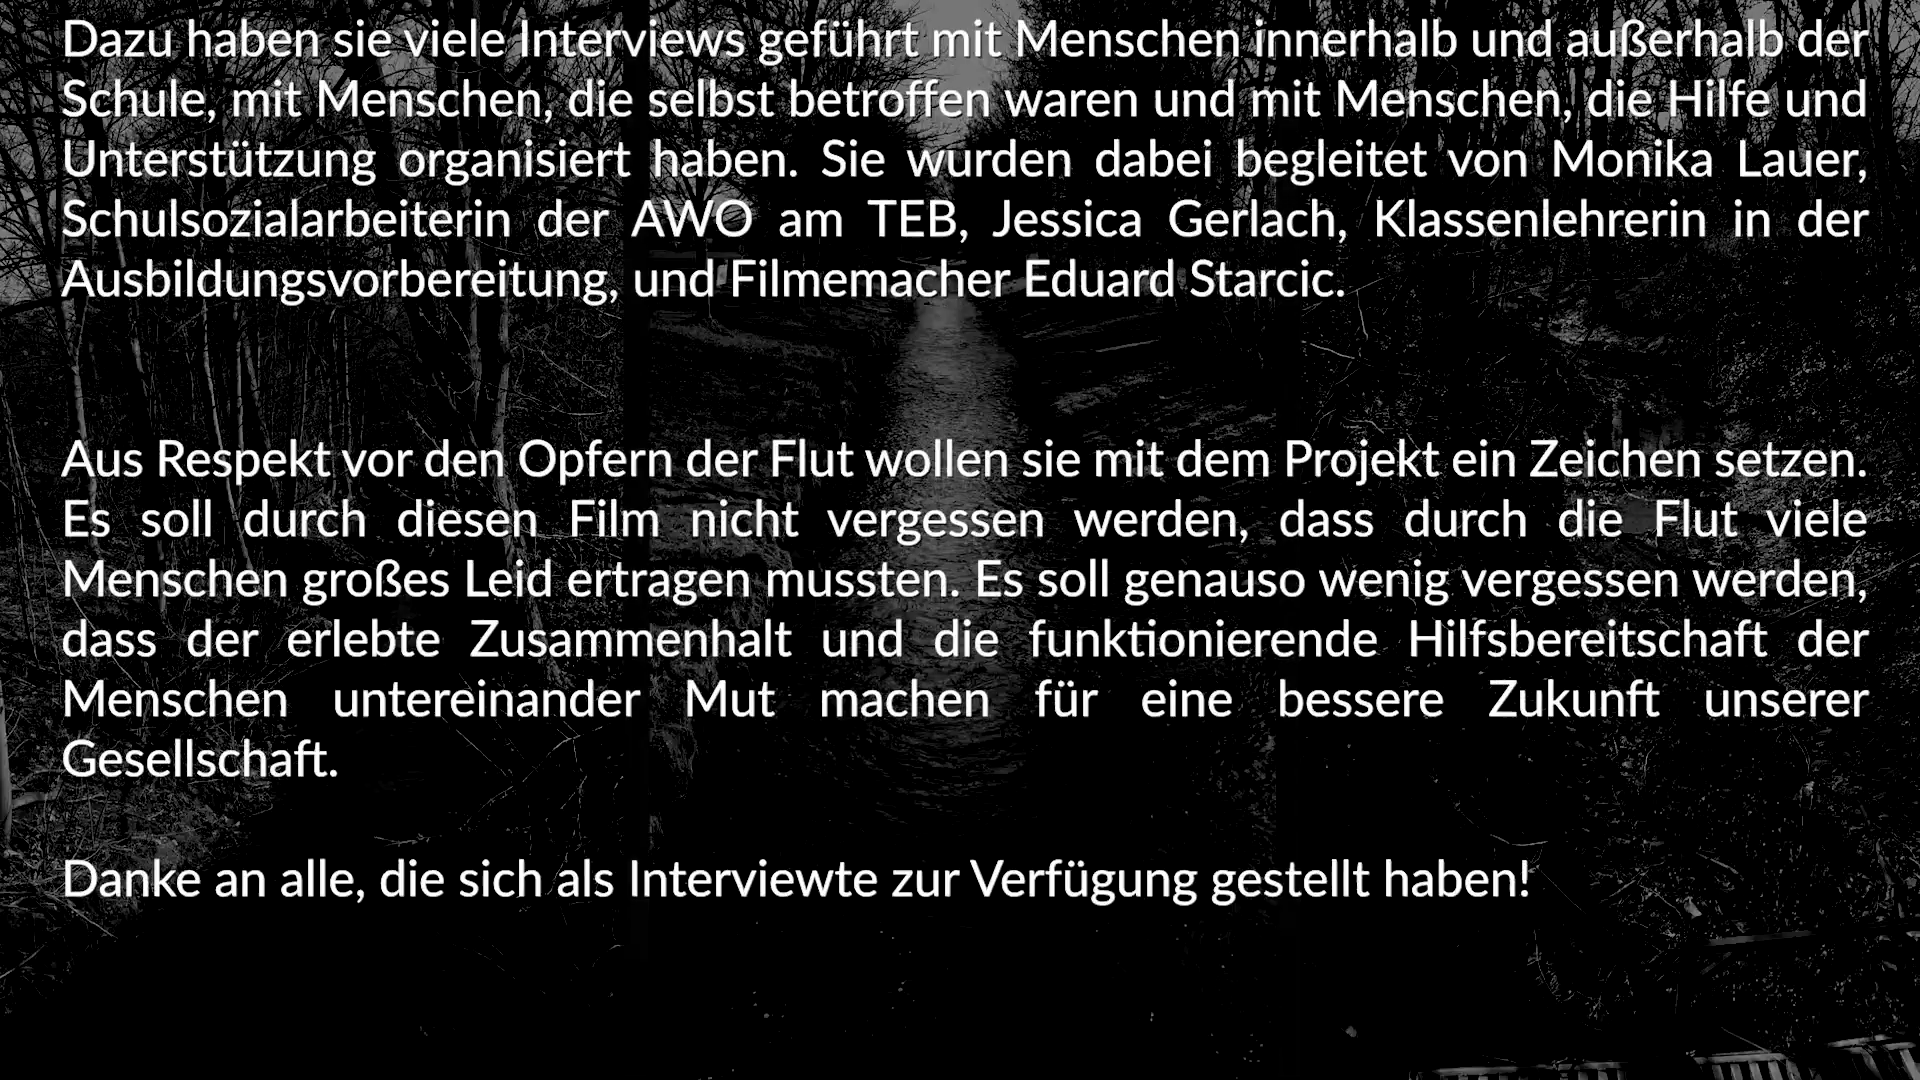 Dazu haben sie viele Interviews geführt mit Menschen innerhalb und außerhalb der
Schule, mit Menschen, die selbst betroffen waren und mit Menschen, die Hilfe und
Unterstützung organisiert haben. Sie wurden dabei begleitet von Monika Lauer,
Schulsozialarbeiterin der AWO am TEB, Jessica Gerlach, Klassenlehrerin in der
Ausbildungsvorbereitung, und Filmemacher Eduard Starcic.
Aus Respekt vor den Opfern der Flut wollen sie mit dem Projekt ein Zeichen setzen.
Es soll durch diesen Film nicht vergessen werden, dass durch die Flut viele
Menschen großes Leid ertragen mussten. Es soll genauso wenig vergessen werden,
dass der erlebte Zusammenhalt und die funktionierende Hilfsbereitschaft der
Menschen untereinander Mut machen für eine bessere Zukunft unserer
Gesellschaft.
Danke an alle, die sich als Interviewte zur Verfügung gestellt haben!